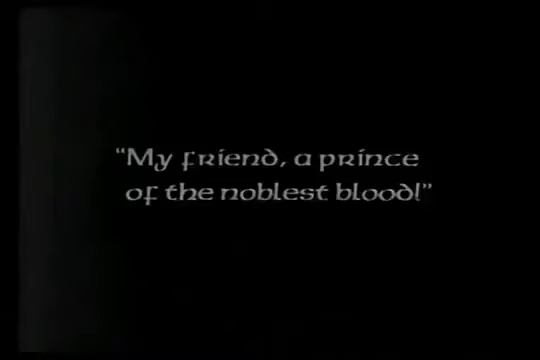 “My friend, a prince
of the noblest blood!”